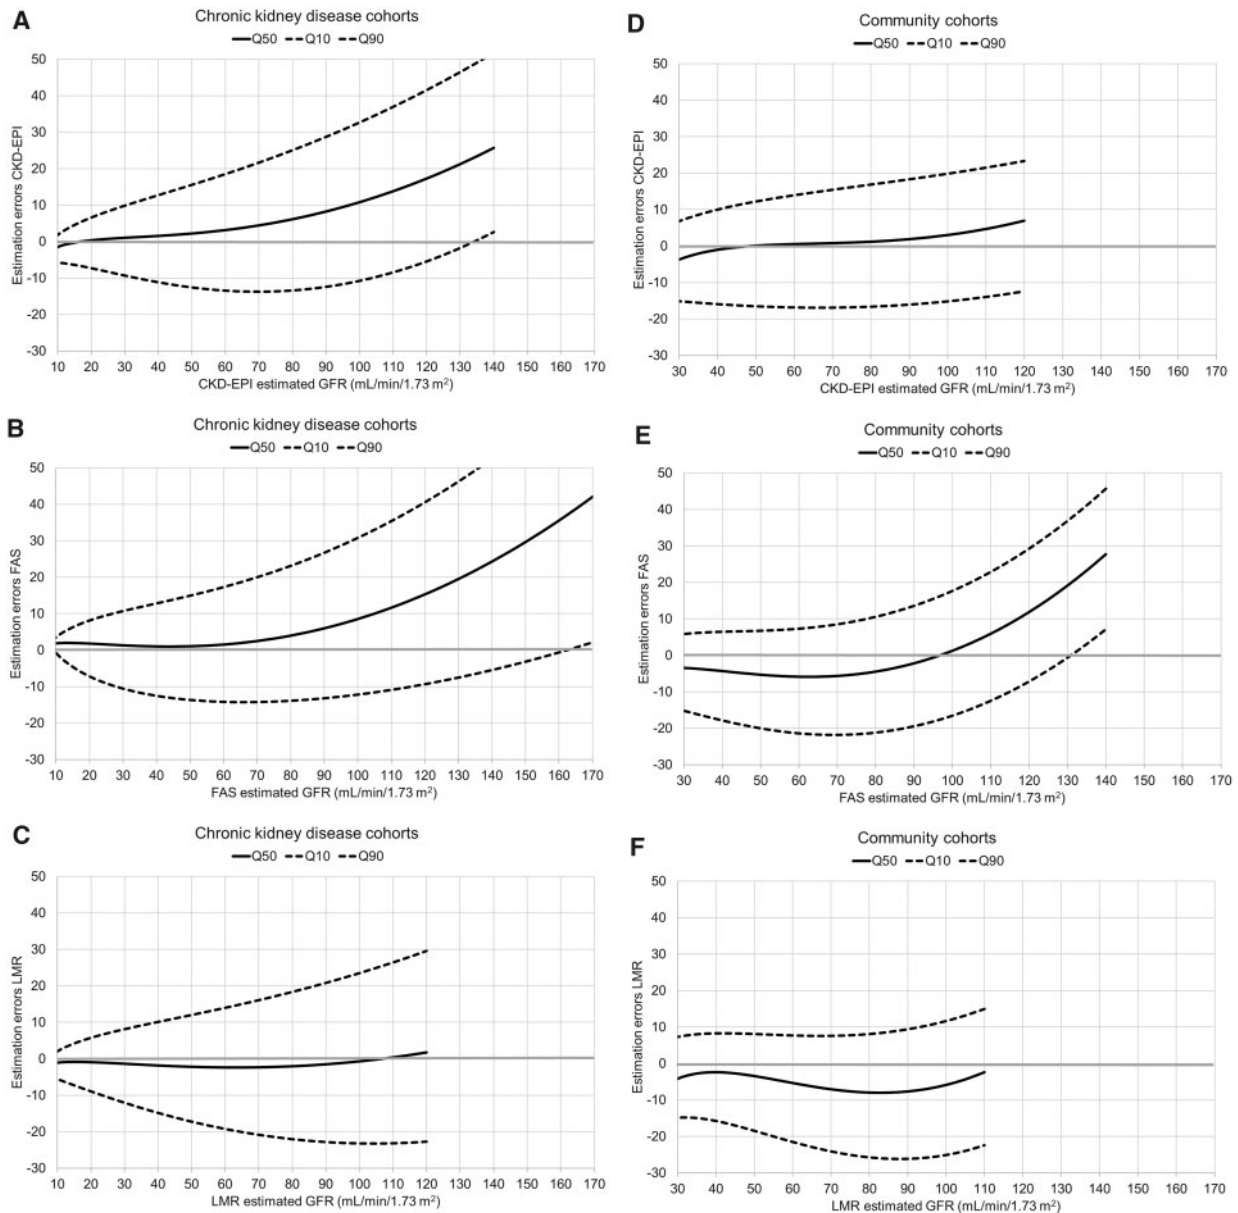 A
Chronic kidney disease cohorts
Q50 Q10 Q90
Estimation errors CKD-EPI
50
40
30
20
10
0
-10
-20
-30
10 20 30 40 50 60 70 80 90 100 110 120 130 140 150 160 170
CKD-EPI estimated GFR (mL/min/1.73 m²)
D
Community cohorts
Q50 Q10 Q90
Estimation errors CKD-EPI
50
40
30
20
10
0
-10
-20
-30
30 40 50 60 70 80 90 100 110 120 130 140 150 160 170
CKD-EPI estimated GFR (mL/min/1.73 m²)
B
Chronic kidney disease cohorts
Q50 Q10 Q90
Estimation errors FAS
50
40
30
20
10
0
-10
-20
-30
10 20 30 40 50 60 70 80 90 100 110 120 130 140 150 160 170
FAS estimated GFR (mL/min/1.73 m²)
E
Community cohorts
Q50 Q10 Q90
Estimation errors FAS
50
40
30
20
10
0
-10
-20
-30
30 40 50 60 70 80 90 100 110 120 130 140 150 160 170
FAS estimated GFR (mL/min/1.73 m²)
C
Chronic kidney disease cohorts
Q50 Q10 Q90
Estimation errors LMR
50
40
30
20
10
0
-10
-20
-30
10 20 30 40 50 60 70 80 90 100 110 120 130 140 150 160 170
LMR estimated GFR (mL/min/1.73 m²)
F
Community cohorts
Q50 Q10 Q90
Estimation errors LMR
50
40
30
20
10
0
-10
-20
-30
30 40 50 60 70 80 90 100 110 120 130 140 150 160 170
LMR estimated GFR (mL/min/1.73 m²)